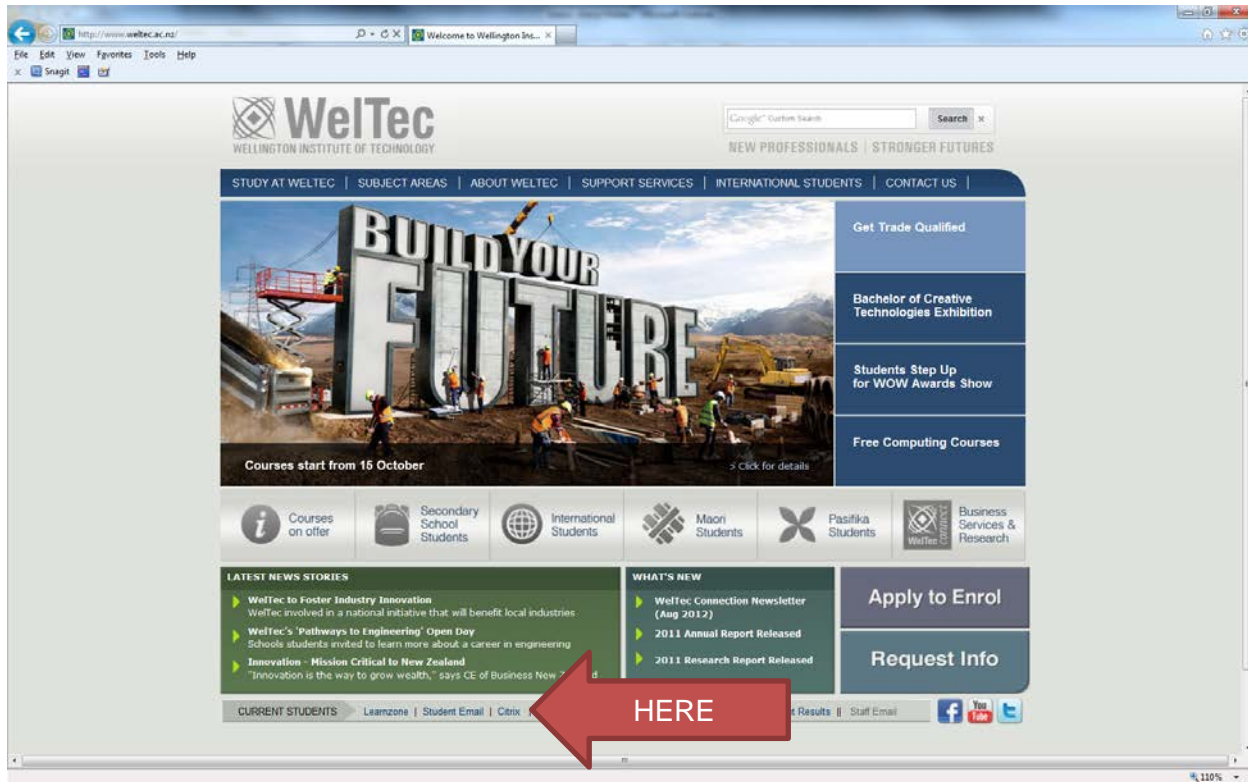 http://www.weltec.ac.nz/
Welcome to Wellington Ins...
File Edit View Favorites Tools Help
Snagit
WelTec
WELLINGTON INSTITUTE OF TECHNOLOGY
Google™ Custom Search
Search
NEW PROFESSIONALS | STRONGER FUTURES
STUDY AT WELTEC | SUBJECT AREAS | ABOUT WELTEC | SUPPORT SERVICES | INTERNATIONAL STUDENTS | CONTACT US |
BUILD YOUR
FUTURE
Courses start from 15 October
> Click for details
Get Trade Qualified
Bachelor of Creative
Technologies Exhibition
Students Step Up
for WOW Awards Show
Free Computing Courses
Courses
on offer
Secondary
School
Students
International
Students
Maori
Students
Pasifika
Students
WelTec connect
Business
Services &
Research
LATEST NEWS STORIES
WelTec to Foster Industry Innovation
WelTec involved in a national initiative that will benefit local industries
WelTec's 'Pathways to Engineering' Open Day
Schools students invited to learn more about a career in engineering
Innovation - Mission Critical to New Zealand
"Innovation is the way to grow wealth," says CE of Business New
WHAT'S NEW
WelTec Connection Newsletter
(Aug 2012)
2011 Annual Report Released
2011 Research Report Released
Apply to Enrol
Request Info
CURRENT STUDENTS Learnzone | Student Email | Citrix |
HERE
Results || Staff Email
You
Tube
110%